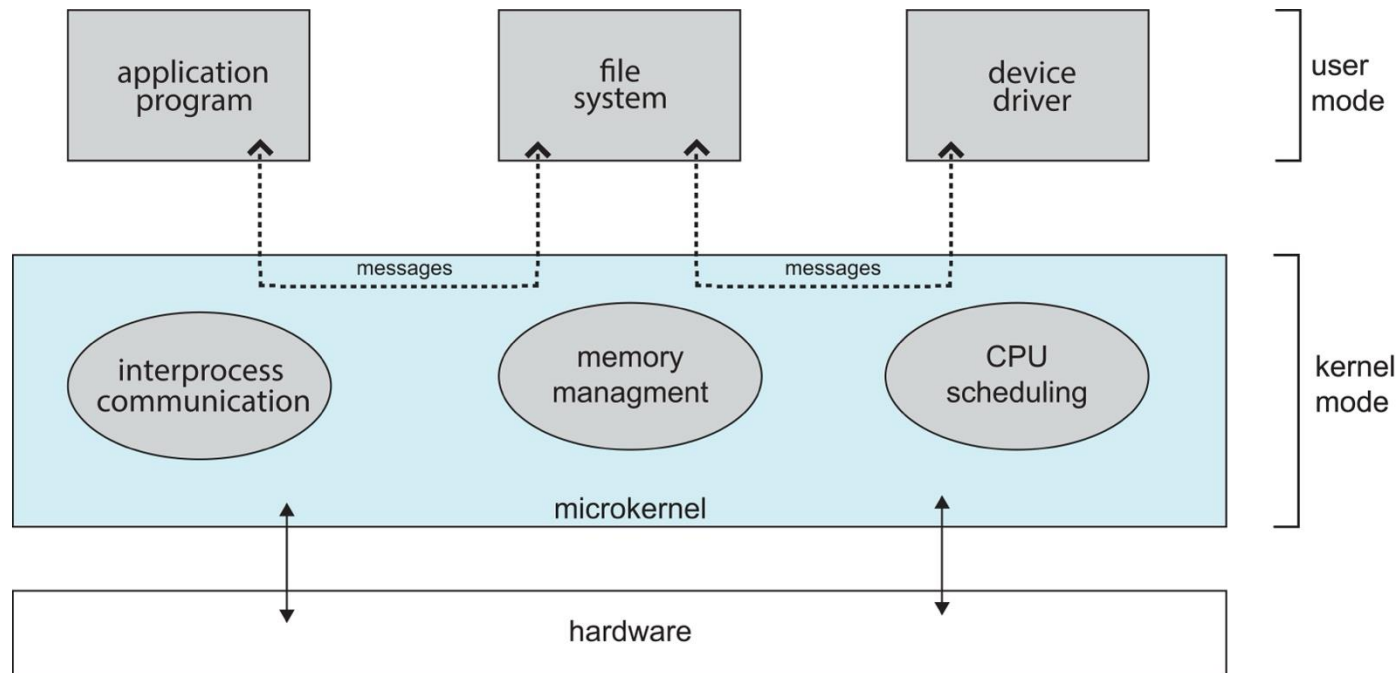 application
program
file
system
device
driver
user
mode
messages
messages
interprocess
communication
memory
managment
CPU
scheduling
kernel
mode
microkernel
hardware